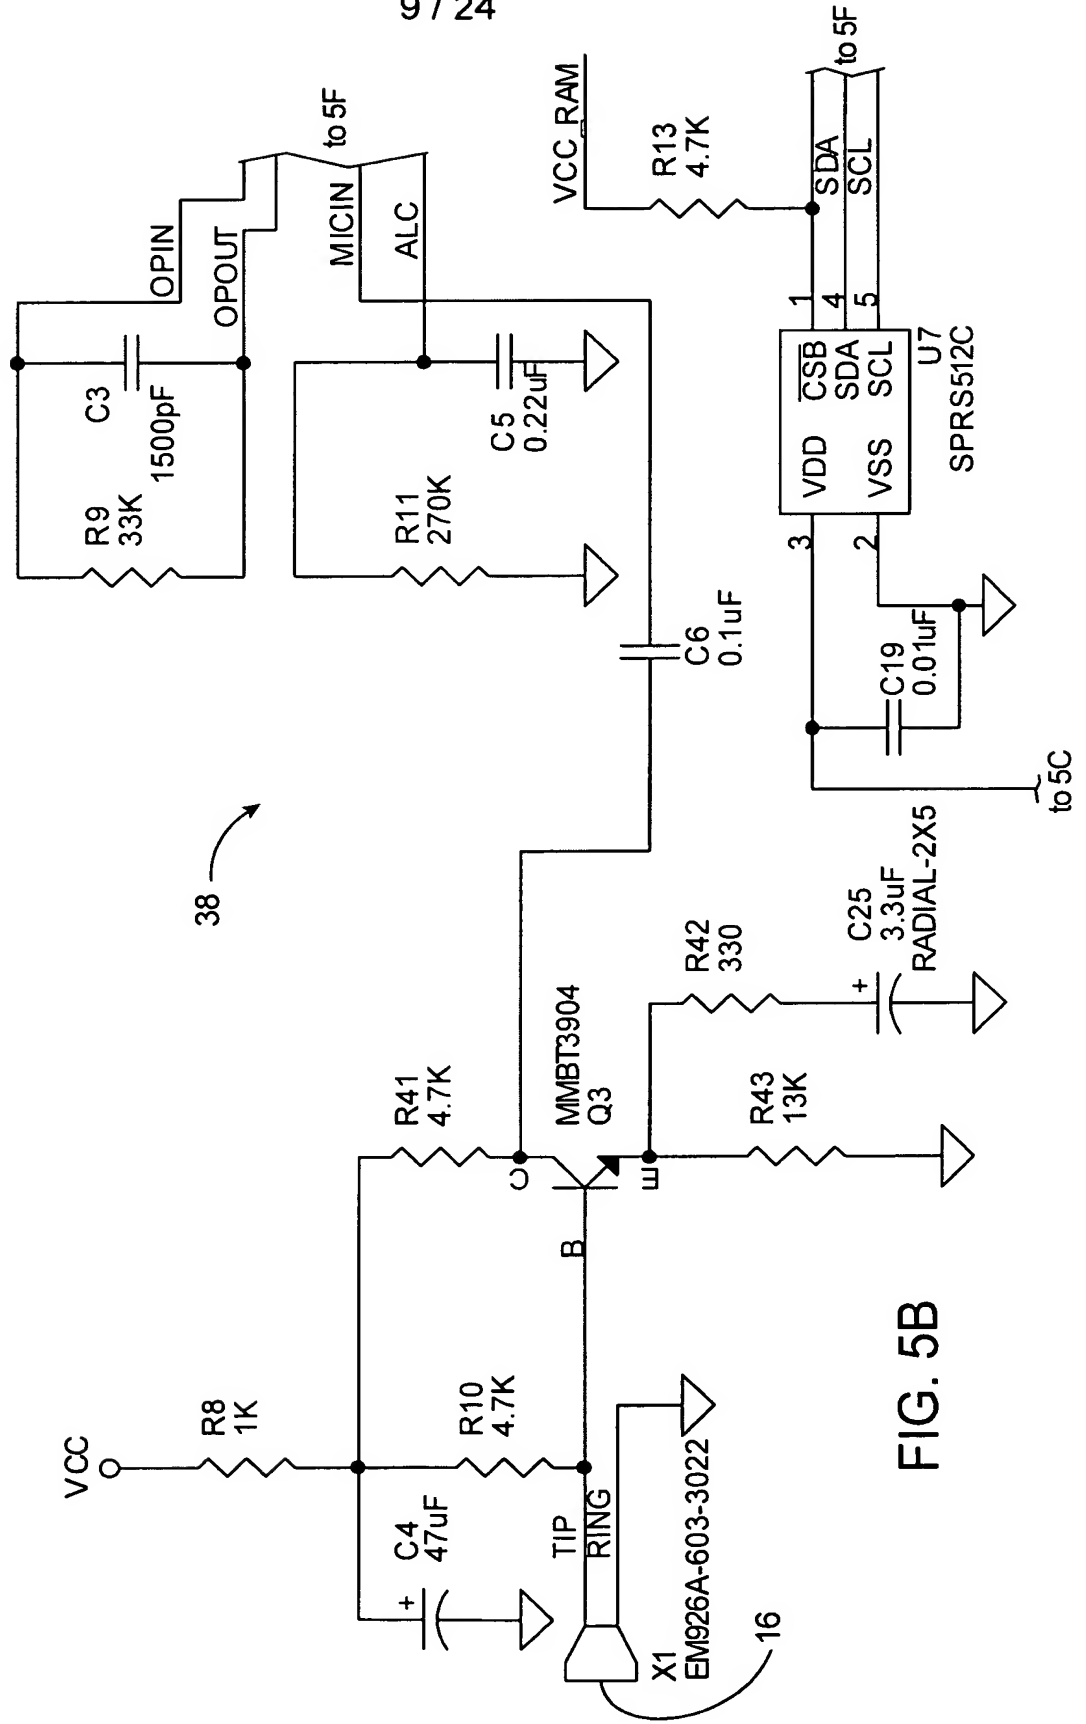 9 / 24
VCC
R8
1K
C4
47uF
+
R10
4.7K
TIP
RING
X1
EM926A-603-3022
16
R41
4.7K
C
B
E
MMBT3904
Q3
R43
13K
R42
330
+
C25
3.3uF
RADIAL-2X5
38
C6
0.1uF
R9
33K
C3
1500pF
OPIN
OPOUT
to 5F
R11
270K
C5
0.22uF
MICIN
ALC
VCC_RAM
R13
4.7K
to 5C
C19
0.01uF
3
2
VDD
VSS
CSB
SDA
SCL
1
4
5
U7
SPRS512C
SDA
SCL
to 5F
FIG. 5B